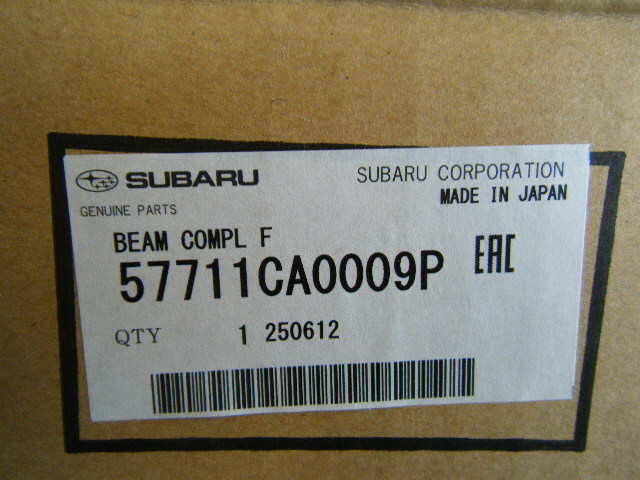 SUBARU
SUBARU CORPORATION
GENUINE PARTS
MADE IN JAPAN
BEAM COMPL F
57711CA0009P
EAC
QTY 1 250612